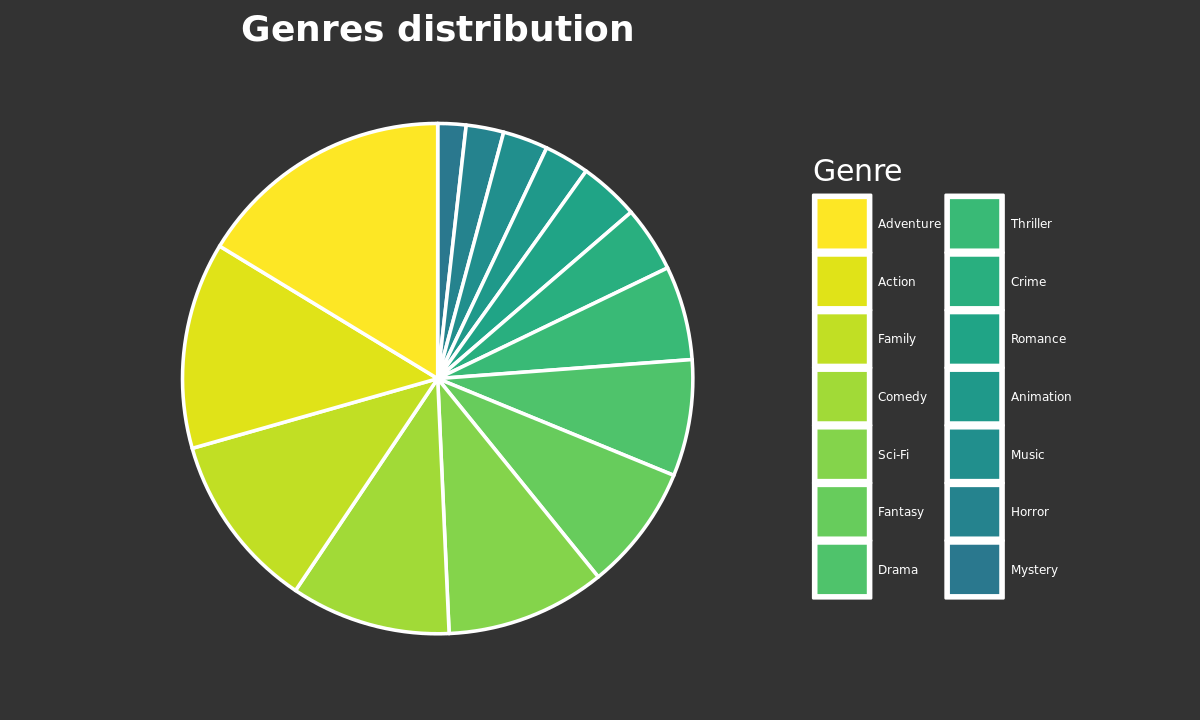 Genres distribution
Genre
Adventure
Action
Family
Comedy
Sci-Fi
Fantasy
Drama
Thriller
Crime
Romance
Animation
Music
Horror
Mystery